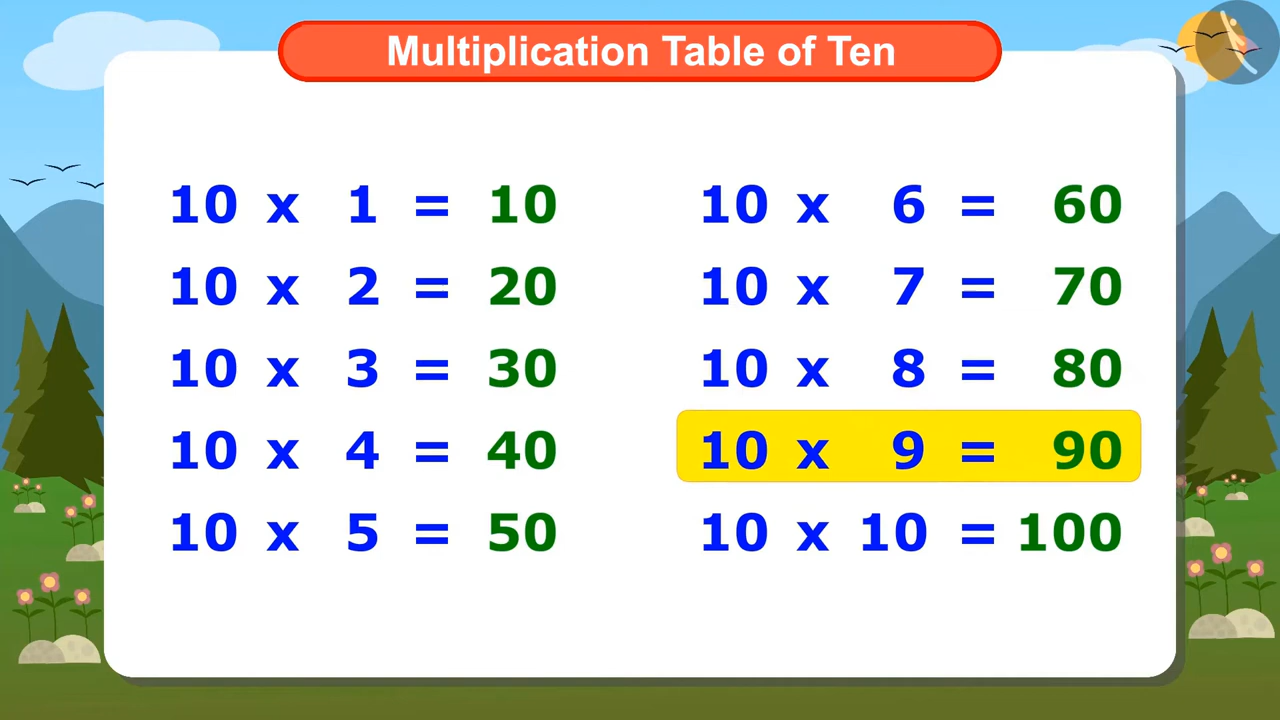 Multiplication Table of Ten
10 x 1 = 10
10 x 2 = 20
10 x 3 = 30
10 x 4 = 40
10 x 5 = 50
10 x 6 = 60
10 x 7 = 70
10 x 8 = 80
10 x 9 = 90
10 x 10 = 100